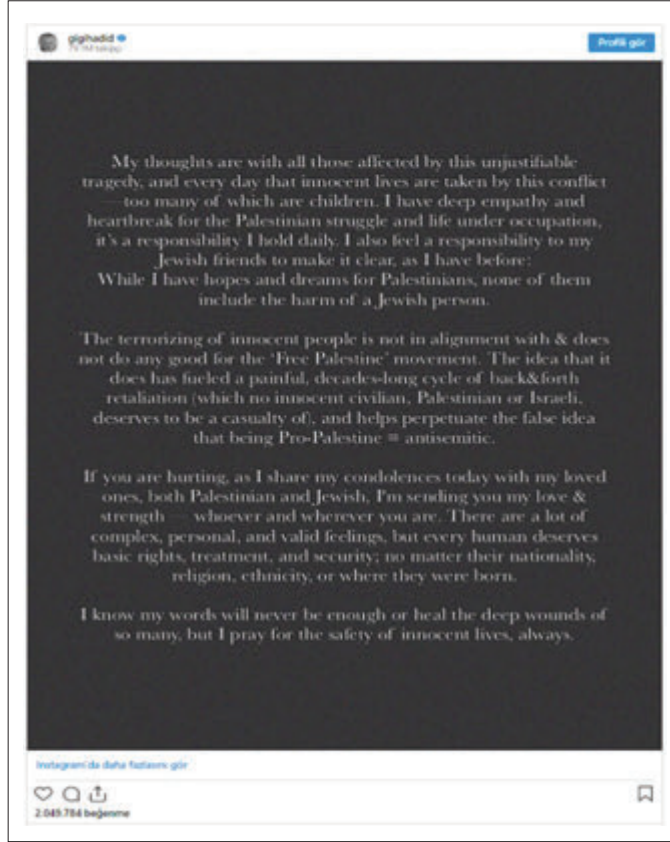 gigihadid
Profili gör
My thoughts are with all those affected by this unjustifiable
tragedy, and every day that innocent lives are taken by this conflict
— too many of which are children. I have deep empathy and
heartbreak for the Palestinian struggle and life under occupation,
it's a responsibility I hold daily. I also feel a responsibility to my
Jewish friends to make it clear, as I have before:
While I have hopes and dreams for Palestinians, none of them
include the harm of a Jewish person.
The terrorizing of innocent people is not in alignment with & does
not do any good for the 'Free Palestine' movement. The idea that it
does has fueled a painful, decades-long cycle of back&forth
retaliation (which no innocent civilian, Palestinian or Israeli,
deserves to be a casualty of), and helps perpetuate the false idea
that being Pro-Palestine = antisemitic.
If you are hurting, as I share my condolences today with my loved
ones, both Palestinian and Jewish, I'm sending you my love &
strength — whoever and wherever you are. There are a lot of
complex, personal, and valid feelings, but every human deserves
basic rights, treatment, and security; no matter their nationality,
religion, ethnicity, or where they were born.
I know my words will never be enough or heal the deep wounds of
so many, but I pray for the safety of innocent lives, always.
Instagram'da daha fazlasını gör
2.049.784 beğenme